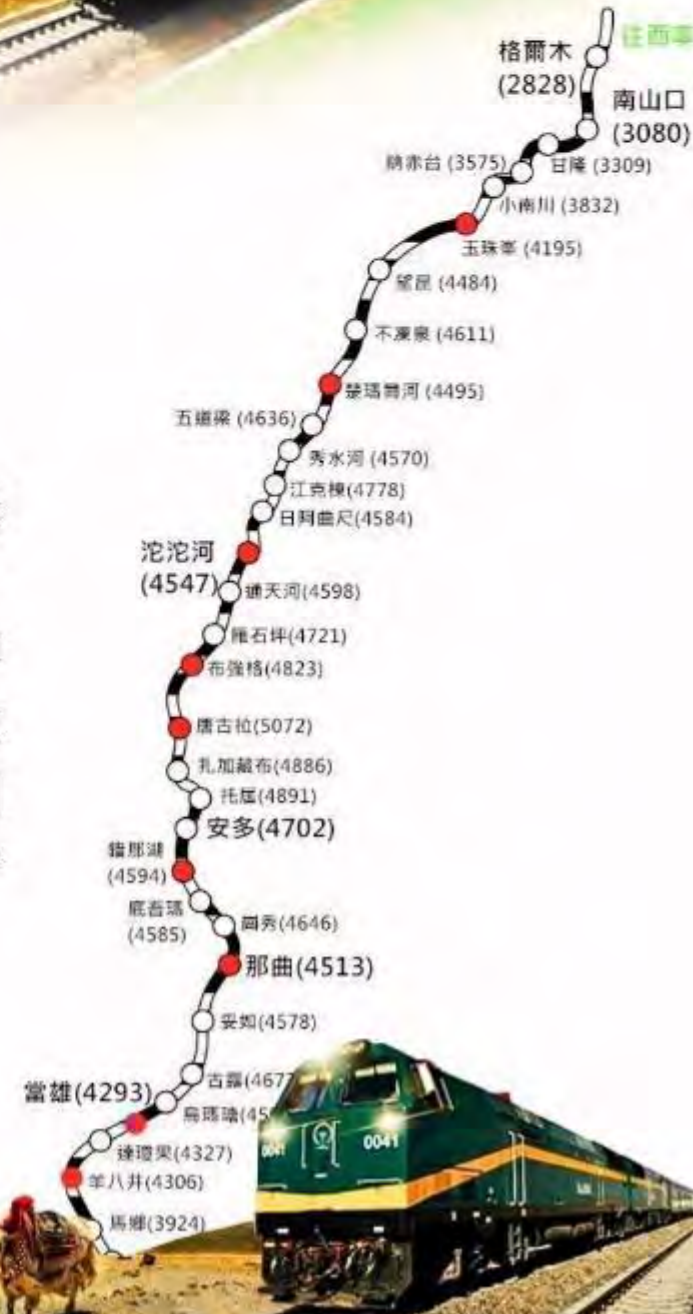 往西寧
格爾木
(2828)
南山口
(3080)
納赤台 (3575)
甘隆 (3309)
小南川 (3832)
玉珠峯 (4195)
望昆 (4484)
不凍泉 (4611)
楚瑪爾河 (4495)
五道梁 (4636)
秀水河 (4570)
江克棟(4778)
日阿曲尺(4584)
沱沱河
(4547)
通天河(4598)
雁石坪(4721)
布強格(4823)
唐古拉(5072)
扎加藏布(4886)
托居(4891)
安多(4702)
錯那湖
(4594)
底吾瑪
(4585)
崗秀(4646)
那曲(4513)
妥如(4578)
古露(467
當雄(4293)
烏瑪塘(45
達瓊果(4327)
羊八井(4306)
馬鄉(3924)
0041
0041